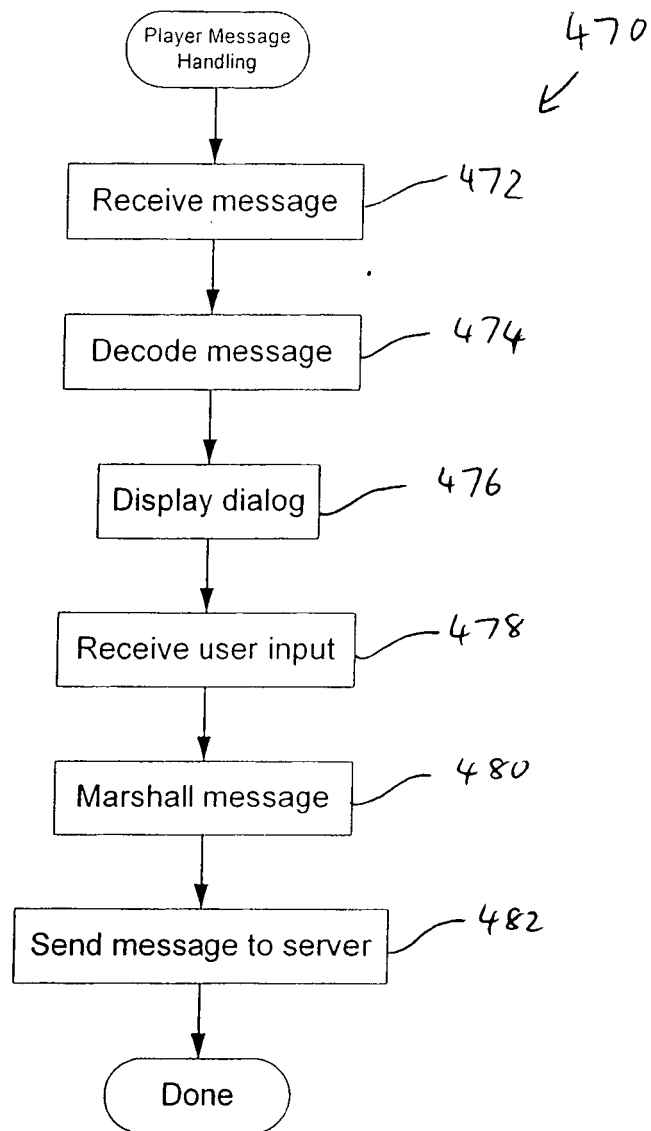 Player Message
Handling
470
Receive message
472
Decode message
474
Display dialog
476
Receive user input
478
Marshall message
480
Send message to server
482
Done